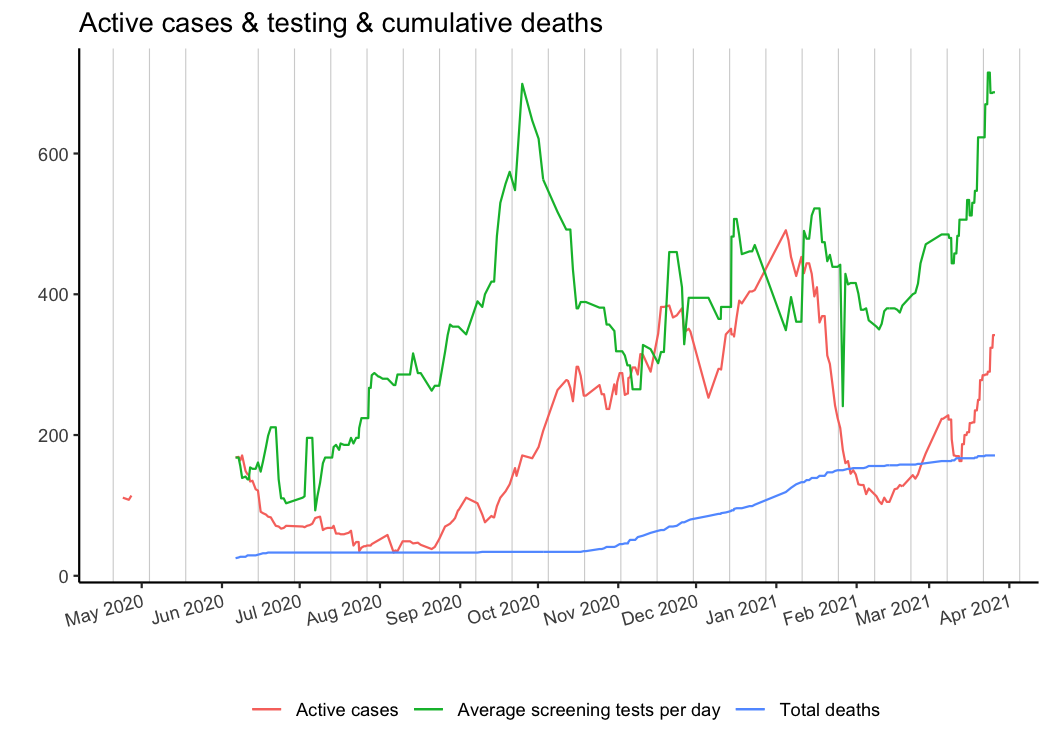 Active cases & testing & cumulative deaths
600
400
200
0
May 2020 Jun 2020 Jul 2020 Aug 2020 Sep 2020 Oct 2020 Nov 2020 Dec 2020 Jan 2021 Feb 2021 Mar 2021 Apr 2021
Active cases Average screening tests per day Total deaths